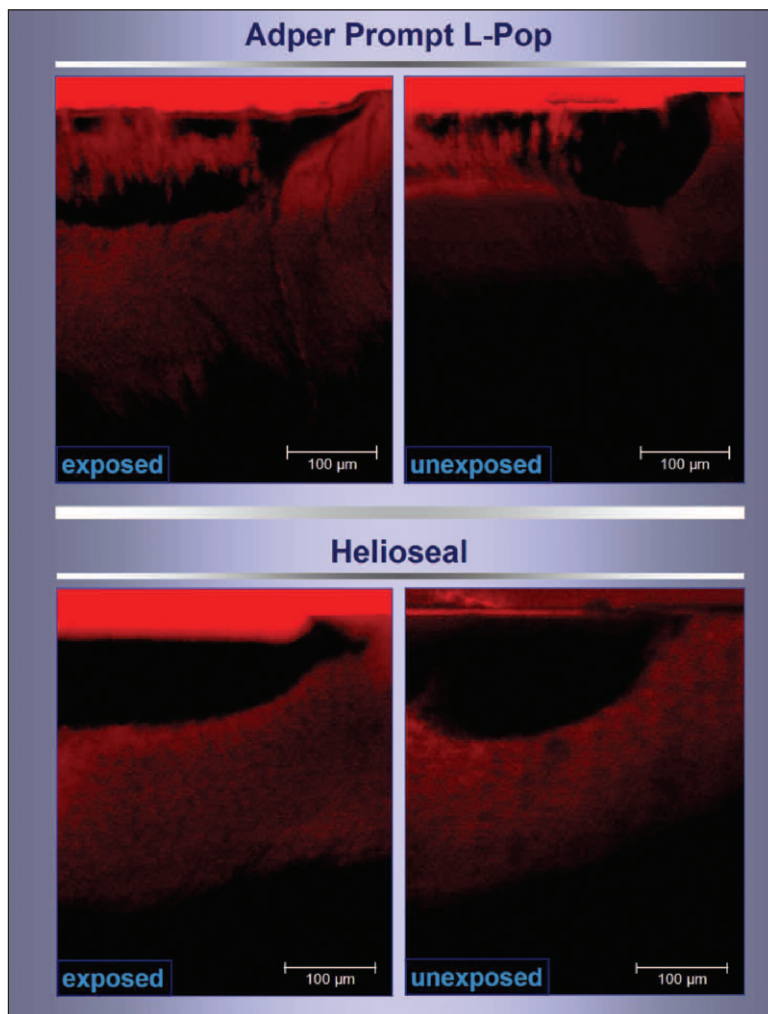 Adper Prompt L-Pop
exposed
100 µm
unexposed
100 µm
Helioseal
exposed
100 µm
unexposed
100 µm